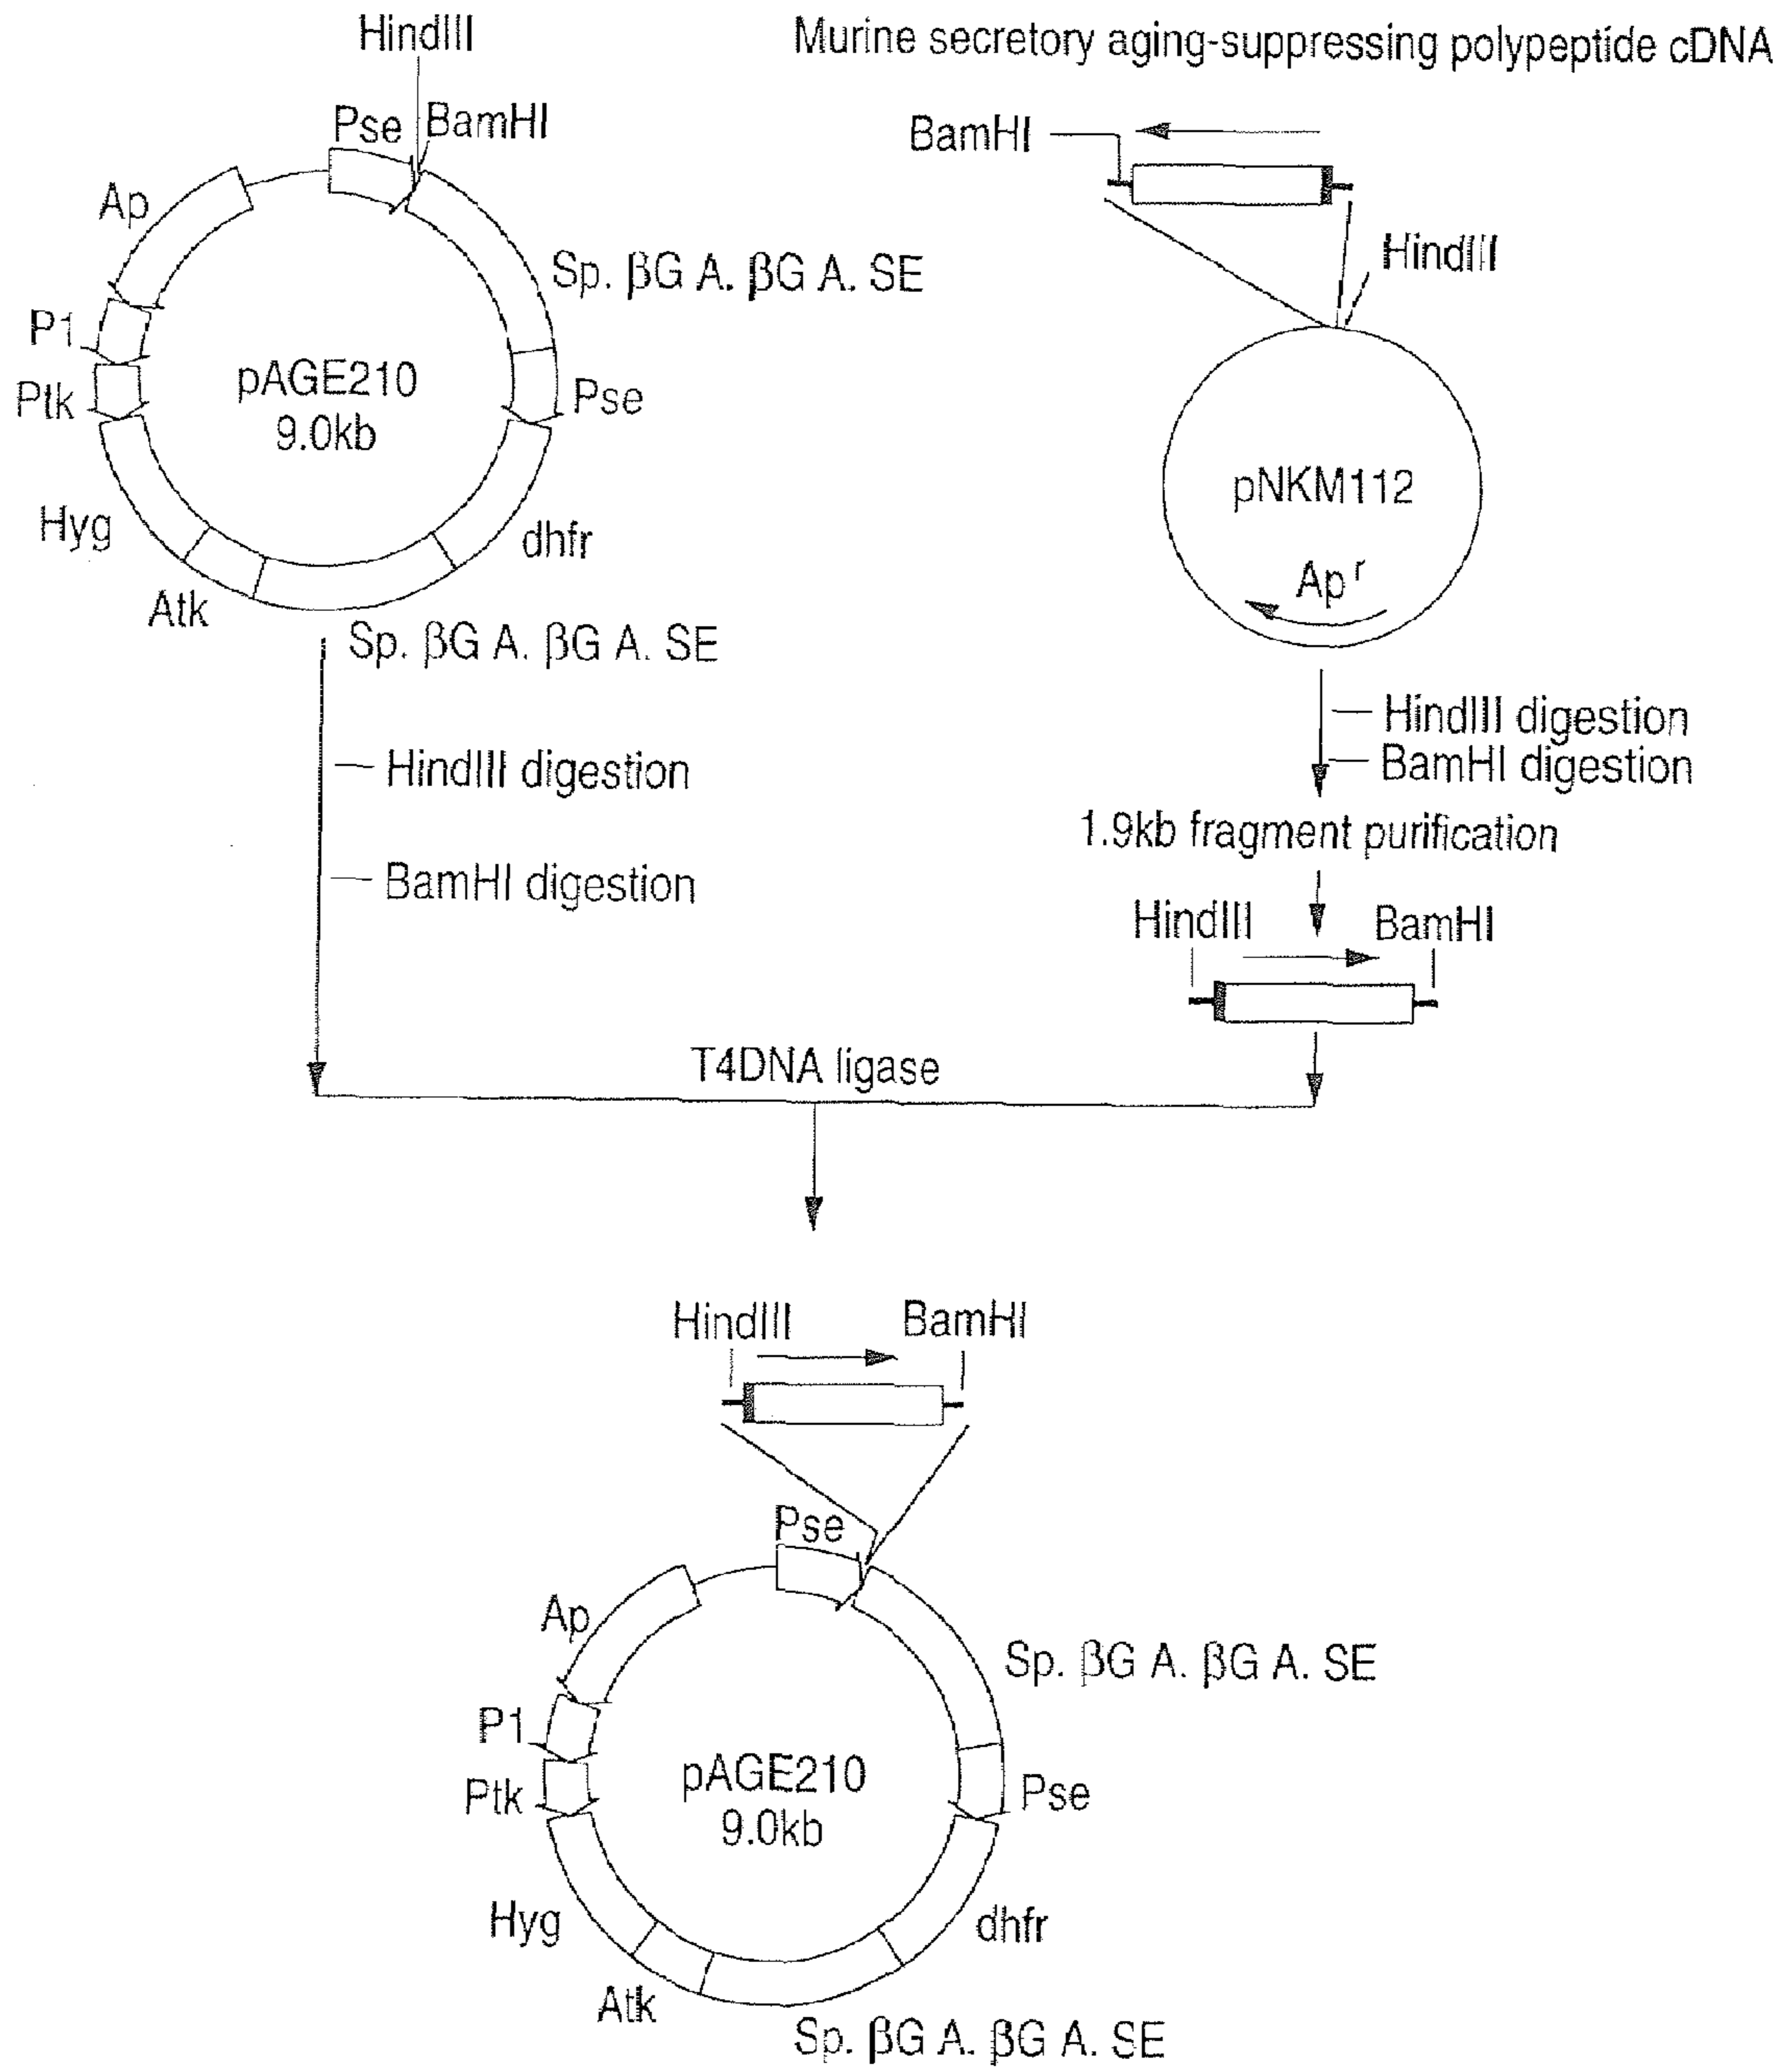 HindIII
Pse
BamHI
Ap
Sp. βG A. βG A. SE
P1
Ptk
pAGE210
9.0kb
Pse
Hyg
dhfr
Atk
Sp. βG A. βG A. SE
HindIII digestion
BamHI digestion
Murine secretory aging-suppressing polypeptide cDNA
BamHI
HindIII
pNKM112
Ap r
HindIII digestion
BamHI digestion
1.9kb fragment purification
HindIII
BamHI
T4DNA ligase
HindIII
BamHI
Pse
Ap
Sp. βG A. βG A. SE
P1
Ptk
pAGE210
9.0kb
Pse
Hyg
dhfr
Atk
Sp. βG A. βG A. SE